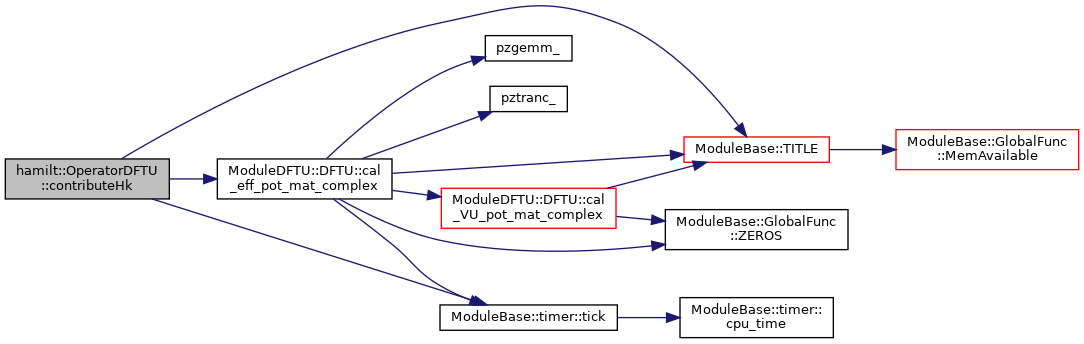 hamilt::OperatorDFTU
::contributeHk
ModuleDFTU::DFTU::cal
_eff_pot_mat_complex
pzgemm_
pztranc_
ModuleDFTU::DFTU::cal
_VU_pot_mat_complex
ModuleBase::TITLE
ModuleBase::GlobalFunc
::MemAvailable
ModuleBase::GlobalFunc
::ZEROS
ModuleBase::timer::tick
ModuleBase::timer::
cpu_time